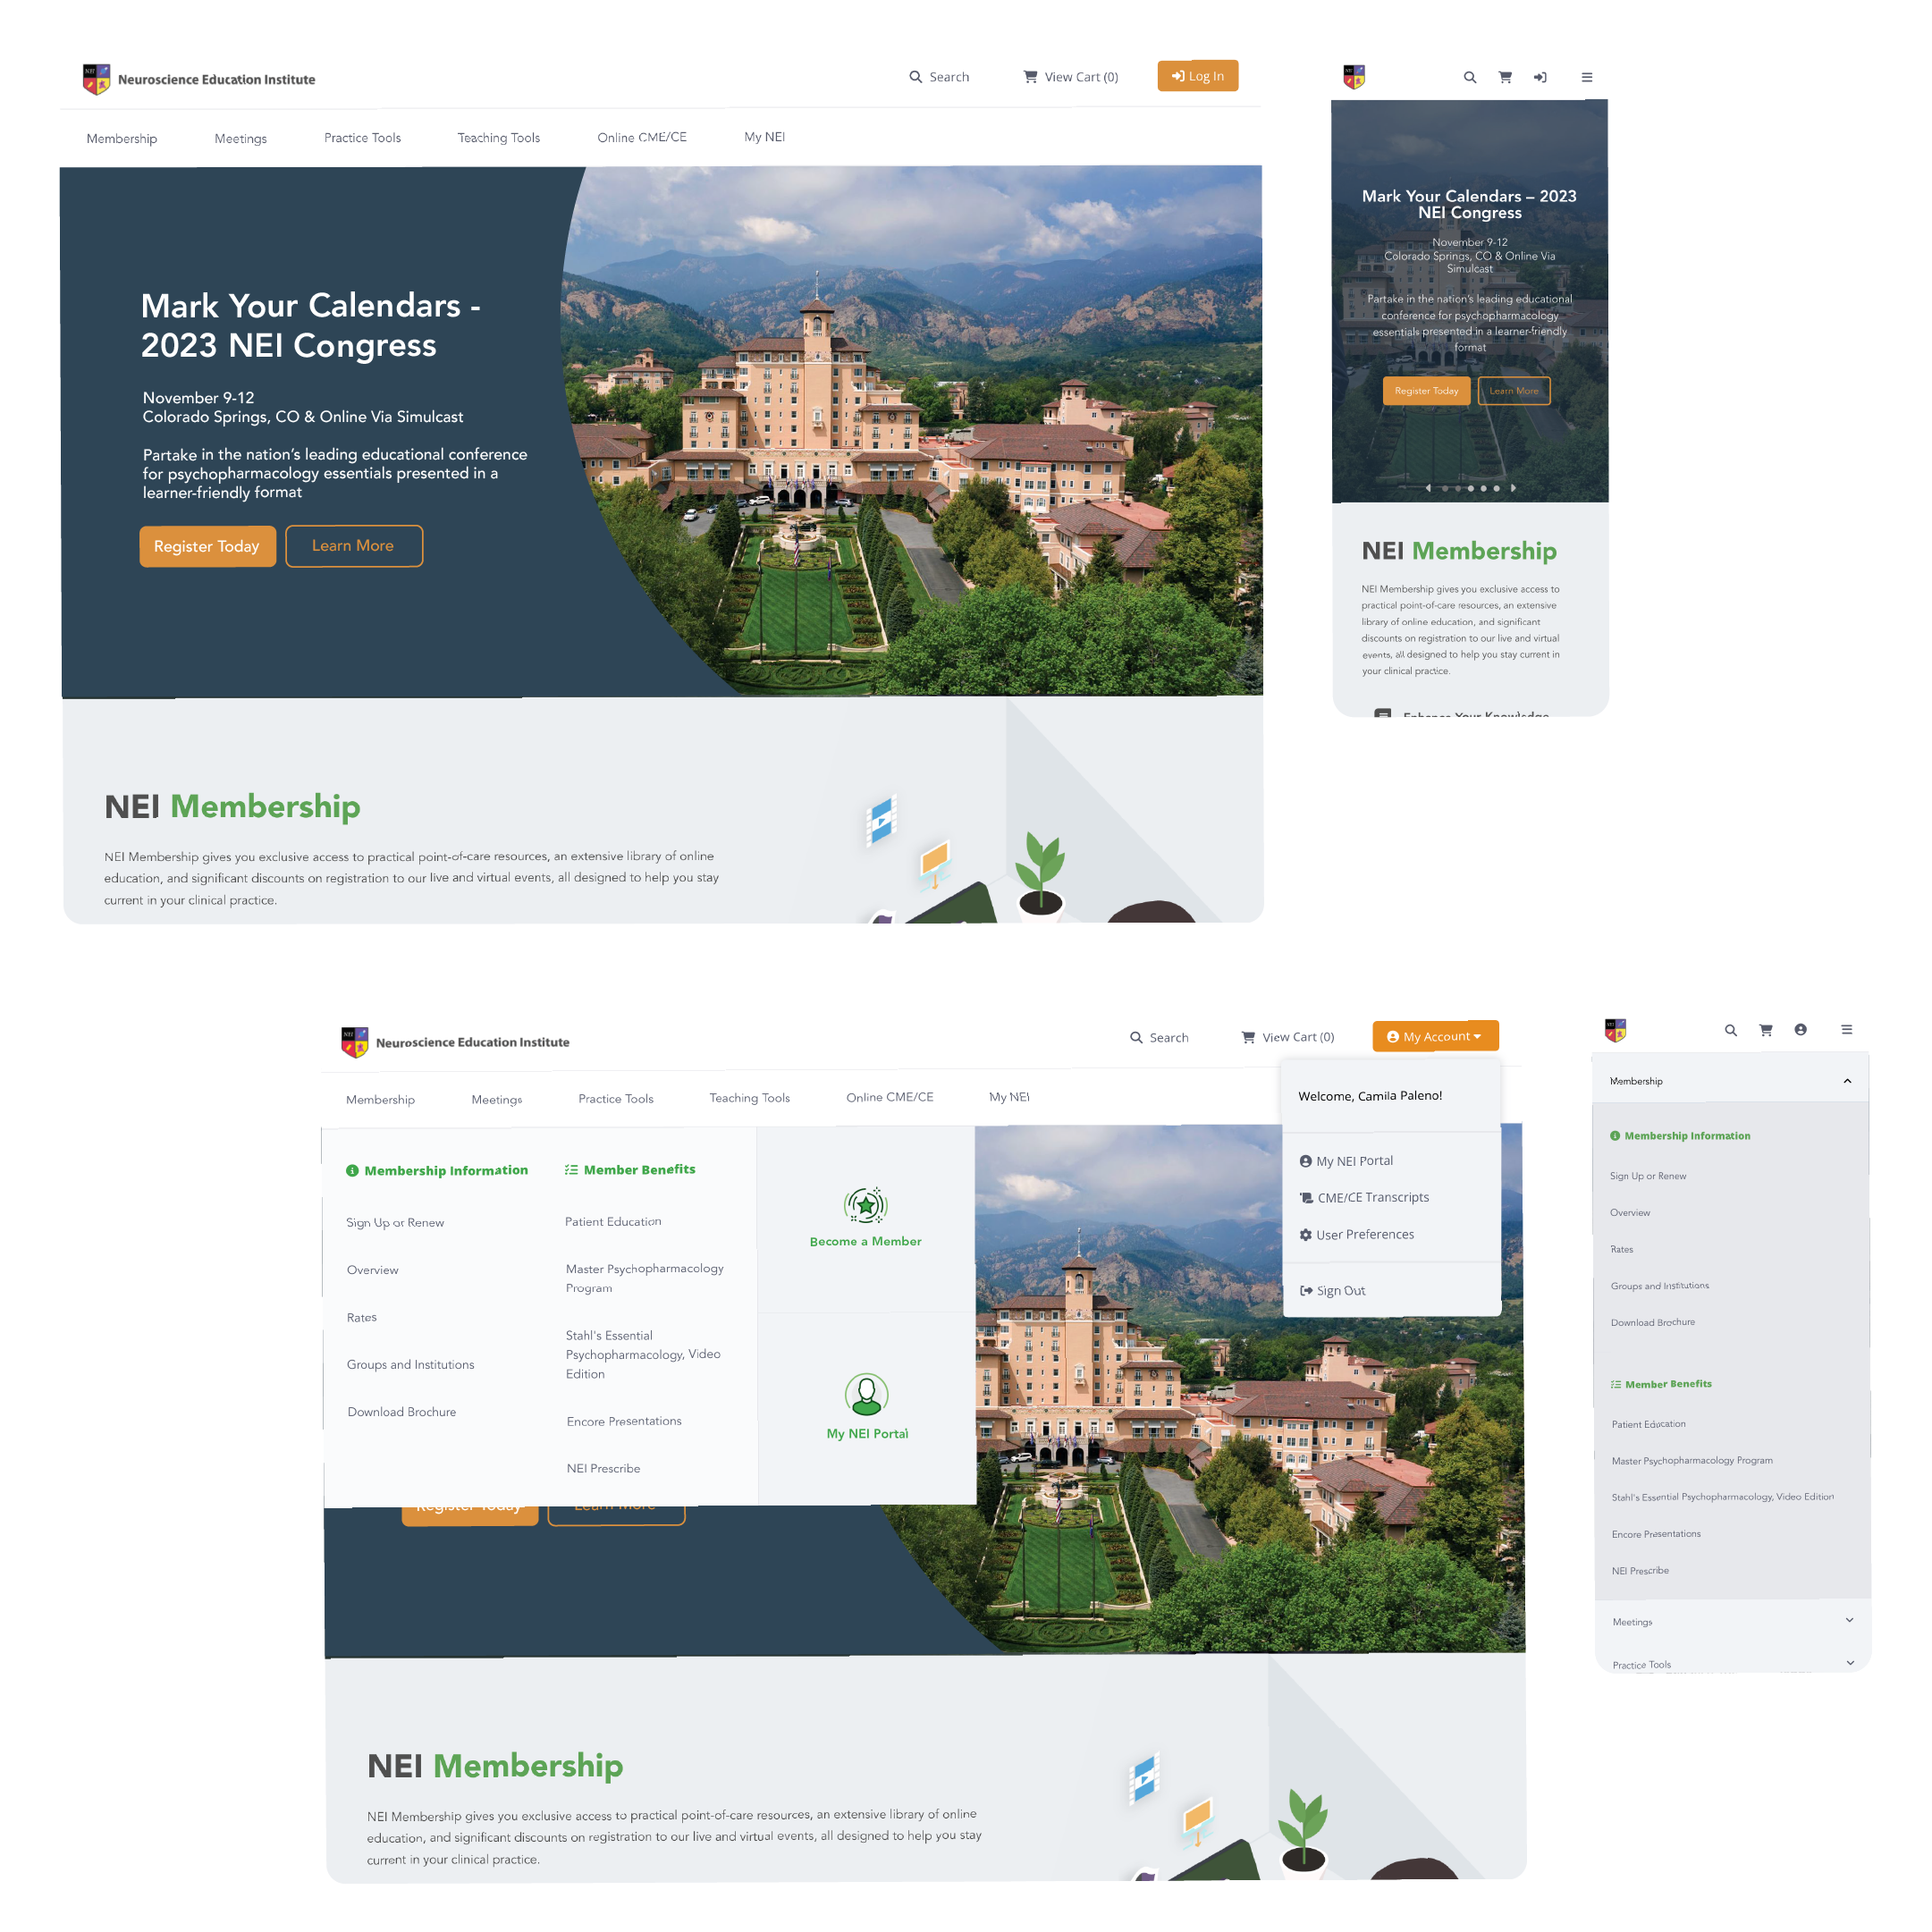 Neuroscience Education Institute
Search
View Cart (0)
Log In
Membership
Meetings
Practice Tools
Teaching Tools
Online CME/CE
My NEI
Mark Your Calendars -
2023 NEI Congress
November 9-12
Colorado Springs, CO & Online Via Simulcast
Partake in the nation's leading educational conference
for psychopharmacology essentials presented in a
learner-friendly format
Register Today
Learn More
NEI Membership
NEI Membership gives you exclusive access to practical point-of-care resources, an extensive library of online
education, and significant discounts on registration to our live and virtual events, all designed to help you stay
current in your clinical practice.
NEI
Mark Your Calendars – 2023
NEI Congress
November 9-12
Colorado Springs, CO & Online Via
Simulcast
Partake in the nation's leading educational
conference for psychopharmacology
essentials presented in a learner-friendly
format
Register Today
Learn More
NEI Membership
NEI Membership gives you exclusive access to
practical point-of-care resources, an extensive
library of online education, and significant
discounts on registration to our live and virtual
events, all designed to help you stay current in
your clinical practice.
Enhance Your Knowledge
NEI
Neuroscience Education Institute
Search
View Cart (0)
My Account
Membership
Meetings
Practice Tools
Teaching Tools
Online CME/CE
My NEI
Membership Information
Sign Up or Renew
Overview
Rates
Groups and Institutions
Download Brochure
Member Benefits
Patient Education
Master Psychopharmacology
Program
Stahl's Essential
Psychopharmacology, Video
Edition
Encore Presentations
NEI Prescribe
Become a Member
My NEI Portal
Welcome, Camila Paleno!
My NEI Portal
CME/CE Transcripts
User Preferences
Sign Out
Register Today
Learn More
NEI Membership
NEI Membership gives you exclusive access to practical point-of-care resources, an extensive library of online
education, and significant discounts on registration to our live and virtual events, all designed to help you stay
current in your clinical practice.
NEI
Membership
Membership Information
Sign Up or Renew
Overview
Rates
Groups and Institutions
Download Brochure
Member Benefits
Patient Education
Master Psychopharmacology Program
Stahl's Essential Psychopharmacology, Video Edition
Encore Presentations
NEI Prescribe
Meetings
Practice Tools